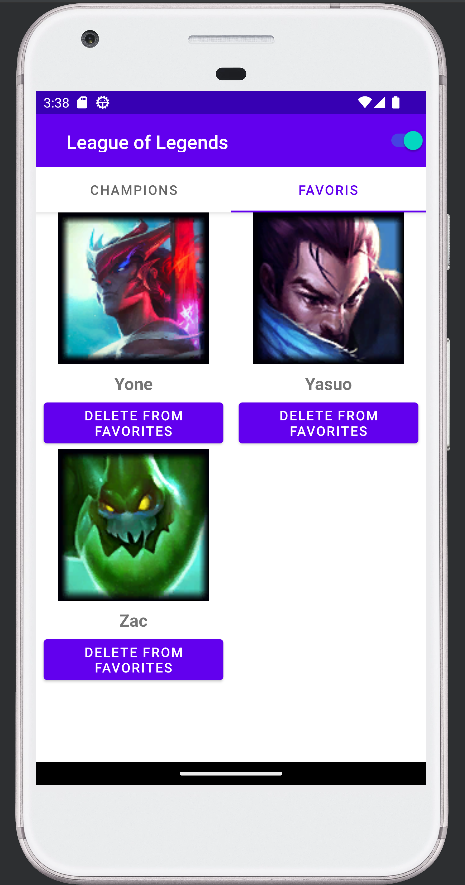 3:38
League of Legends
CHAMPIONS
FAVORIS
Yone
Yasuo
DELETE FROM
FAVORITES
DELETE FROM
FAVORITES
Zac
DELETE FROM
FAVORITES